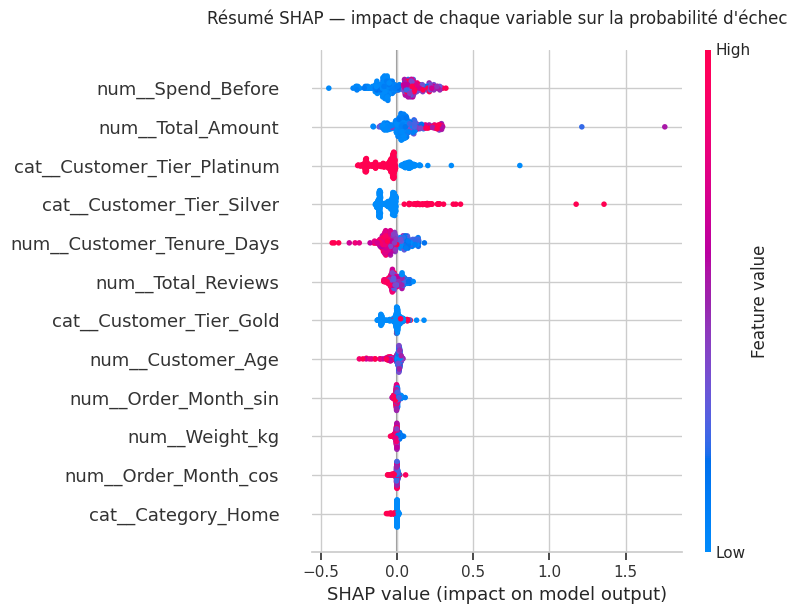 Résumé SHAP — impact de chaque variable sur la probabilité d'échec
High
num__Spend_Before
num__Total_Amount
cat__Customer_Tier_Platinum
cat__Customer_Tier_Silver
num__Customer_Tenure_Days
num__Total_Reviews
cat__Customer_Tier_Gold
num__Customer_Age
num__Order_Month_sin
num__Weight_kg
num__Order_Month_cos
cat__Category_Home
Feature value
Low
−0.5 0.0 0.5 1.0 1.5
SHAP value (impact on model output)